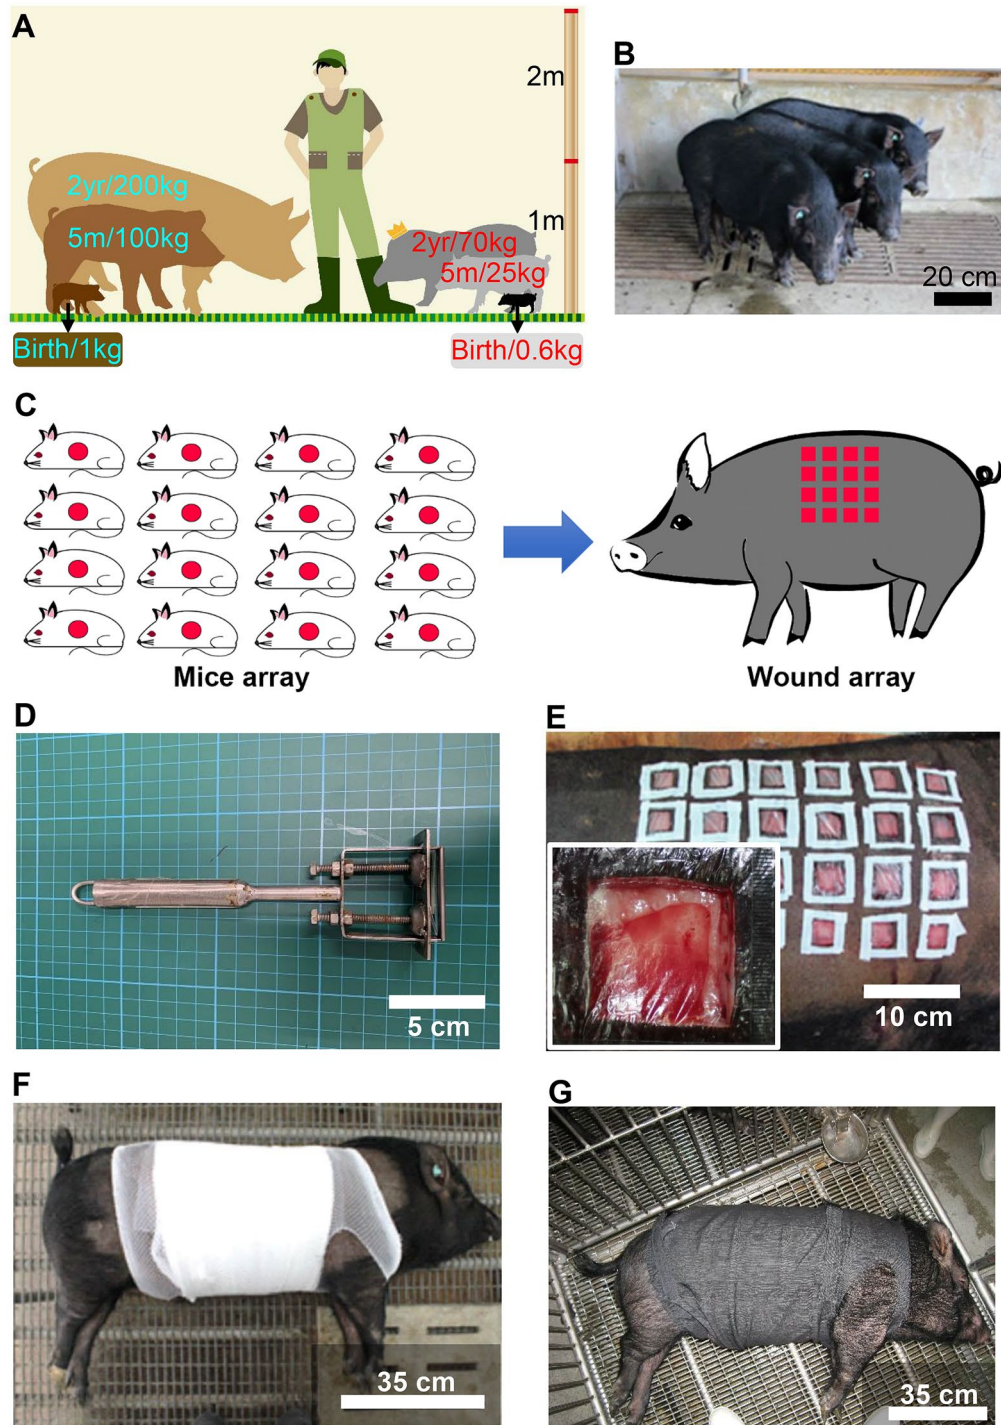 A
2m
2yr/200kg
5m/100kg
1m
2yr/70kg
5m/25kg
Birth/1kg
Birth/0.6kg
B
20 cm
C
Mice array
Wound array
D
5 cm
E
10 cm
F
35 cm
G
35 cm